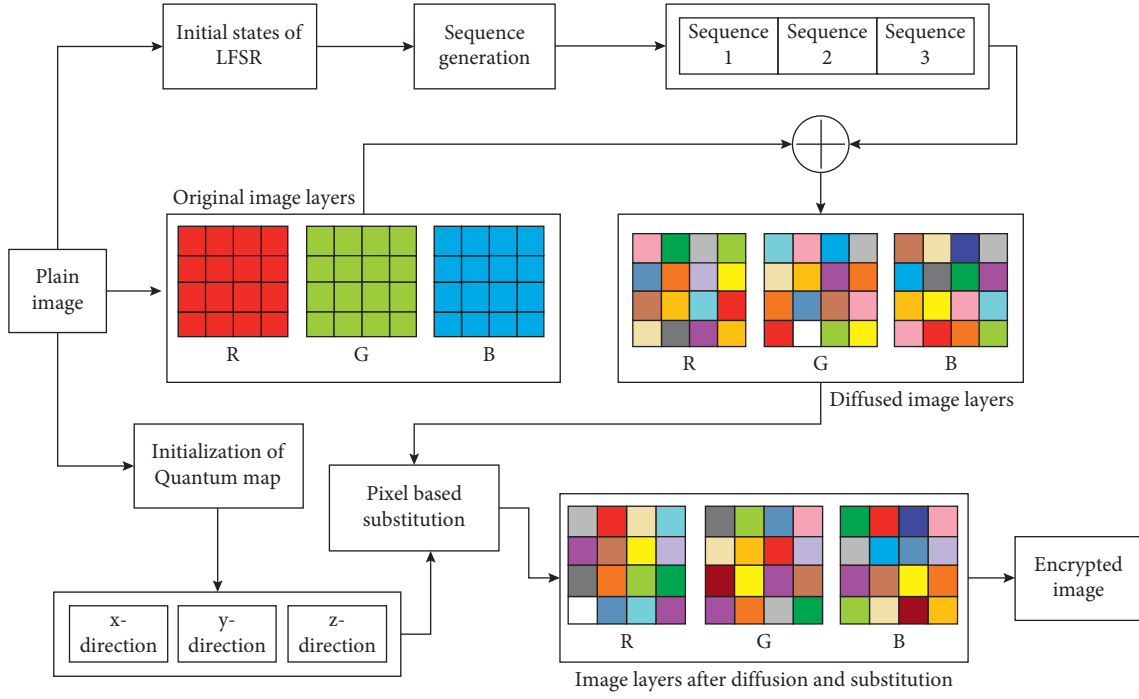 Initial states of
LFSR
Sequence
generation
Sequence
1
Sequence
2
Sequence
3
Original image layers
Plain
image
R
G
B
R
G
B
Diffused image layers
Initialization of
Quantum map
Pixel based
substitution
x-
direction
y-
direction
z-
direction
R
G
B
Image layers after diffusion and substitution
Encrypted
image